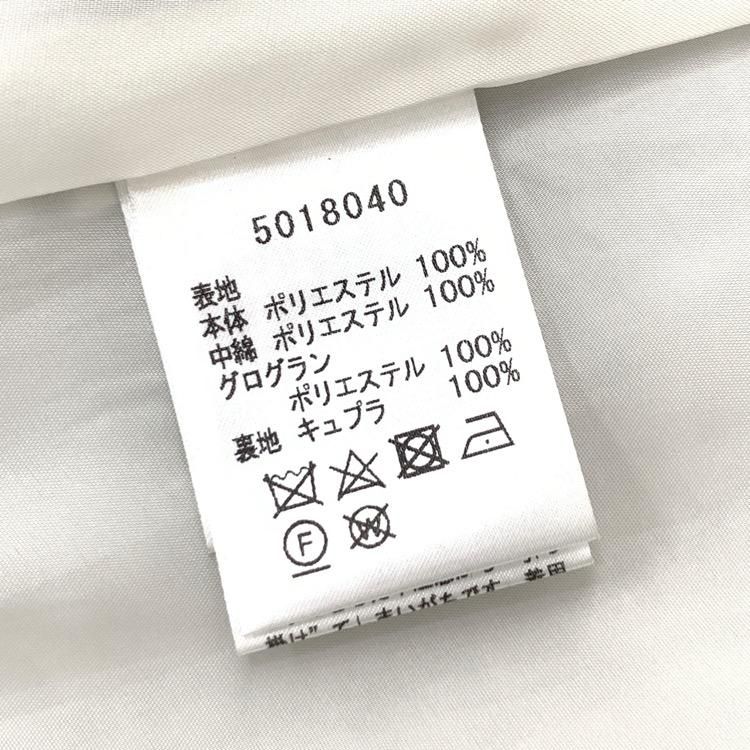 5018040
表地
本体 ポリエステル 100%
中綿 ポリエステル 100%
グログラン
ポリエステル 100%
裏地 キュプラ 100%
F
W